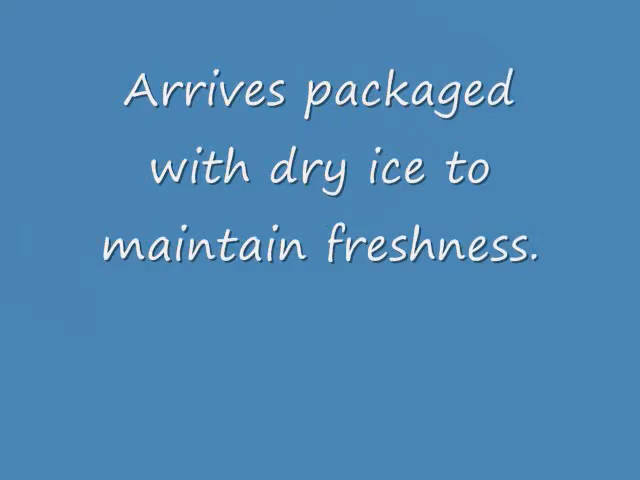 Arrives packaged
with dry ice to
maintain freshness.